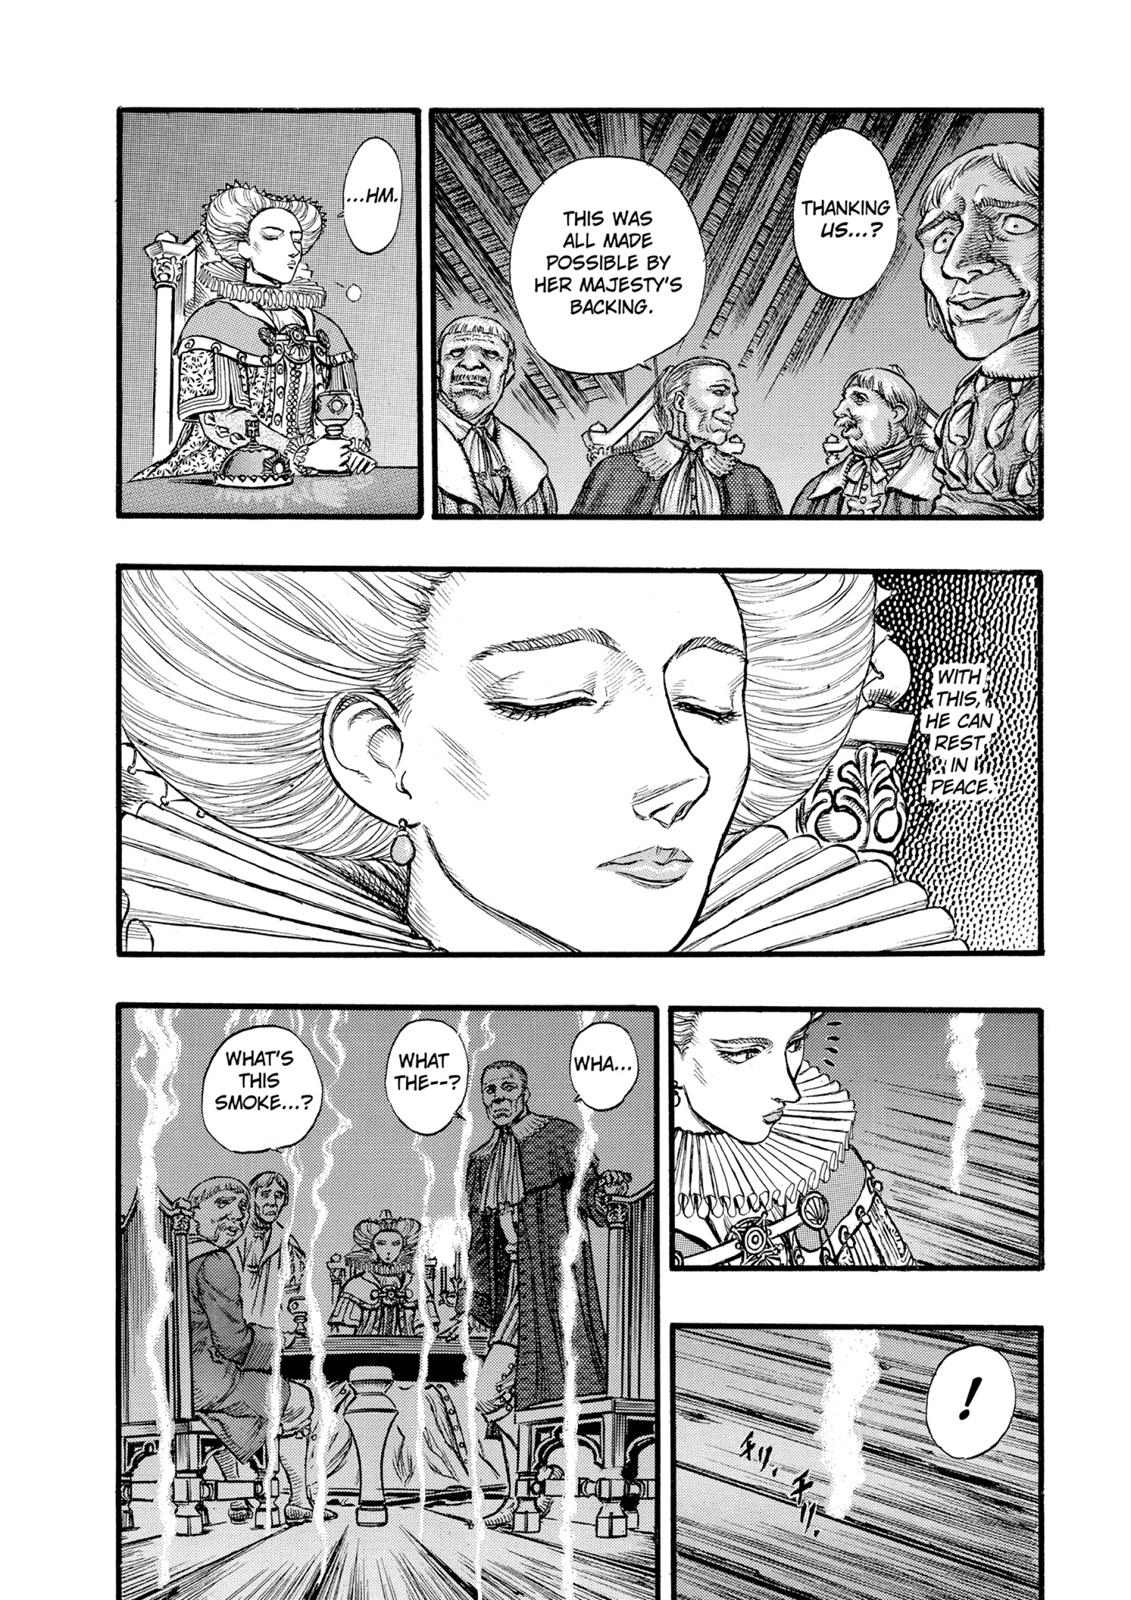 THANKING
US...?
THIS WAS
ALL MADE
POSSIBLE BY
HER MAJESTY'S
BACKING.
...HM.
WITH
THIS,
HE CAN
REST
IN
PEACE.
!
チリ、チリ、
WHA...
WHAT
THE--?
WHAT'S
THIS
SMOKE...?